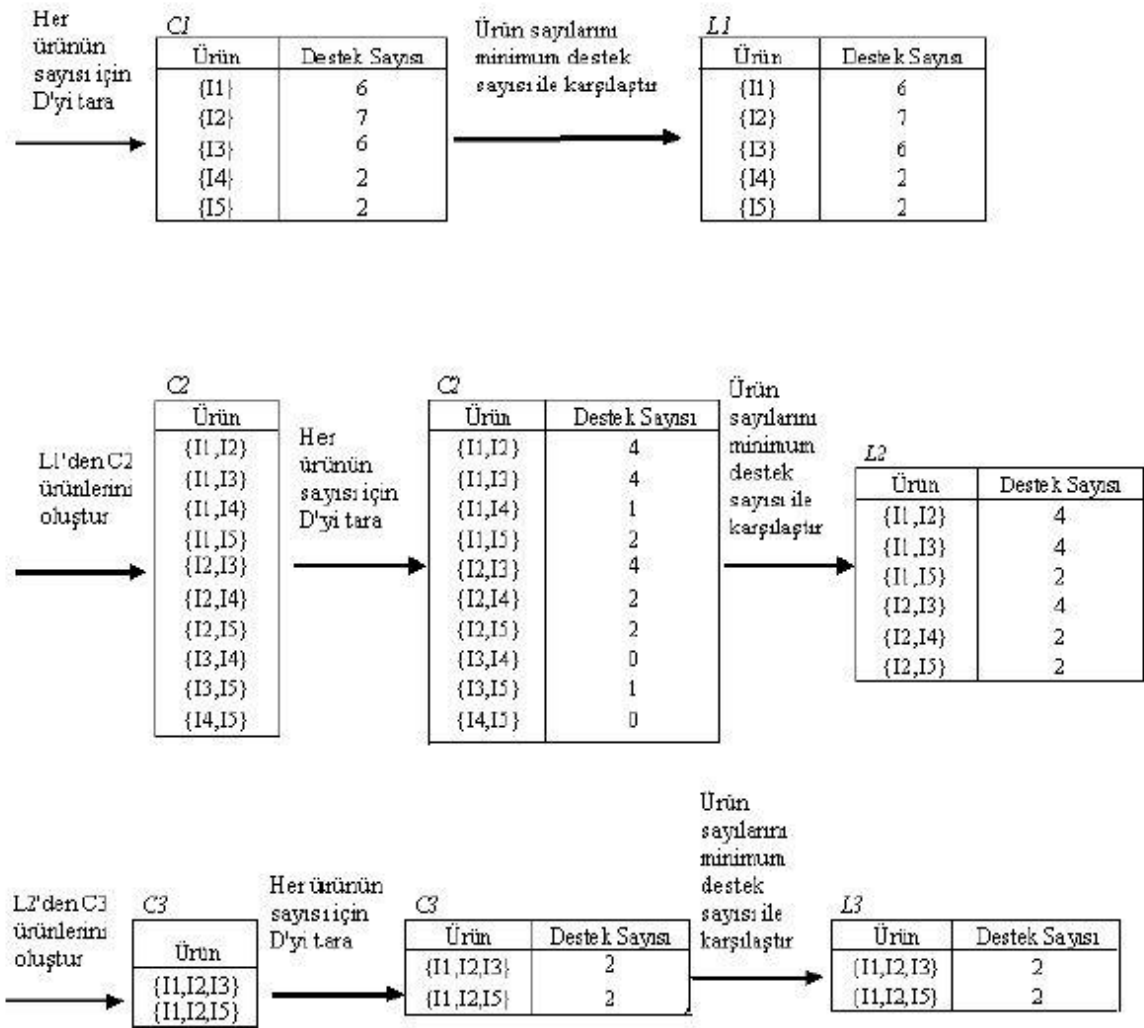 Her
ürünün
sayısı için
D'yi tara
C1
Ürün Destek Sayısı
{I1} 6
{I2} 7
{I3} 6
{I4} 2
{I5} 2
Ürün sayılarını
minimum destek
sayısı ile karşılaştır
L1
Ürün Destek Sayısı
{I1} 6
{I2} 7
{I3} 6
{I4} 2
{I5} 2
L1'den C2
ürünlerini
oluştur
C2
Ürün
{I1,I2}
{I1,I3}
{I1,I4}
{I1,I5}
{I2,I3}
{I2,I4}
{I2,I5}
{I3,I4}
{I3,I5}
{I4,I5}
Her
ürünün
sayısı için
D'yi tara
C2
Ürün Destek Sayısı
{I1,I2} 4
{I1,I3} 4
{I1,I4} 1
{I1,I5} 2
{I2,I3} 4
{I2,I4} 2
{I2,I5} 2
{I3,I4} 0
{I3,I5} 1
{I4,I5} 0
Ürün
sayılarını
minimum
destek
sayısı ile
karşılaştır
L2
Ürün Destek Sayısı
{I1,I2} 4
{I1,I3} 4
{I1,I5} 2
{I2,I3} 4
{I2,I4} 2
{I2,I5} 2
L2'den C3
ürünlerini
oluştur
C3
Ürün
{I1,I2,I3}
{I1,I2,I5}
Her ürünün
sayısı için
D'yi tara
C3
Ürün Destek Sayısı
{I1,I2,I3} 2
{I1,I2,I5} 2
Ürün
sayılarını
minimum
destek
sayısı ile
karşılaştır
L3
Ürün Destek Sayısı
{I1,I2,I3} 2
{I1,I2,I5} 2